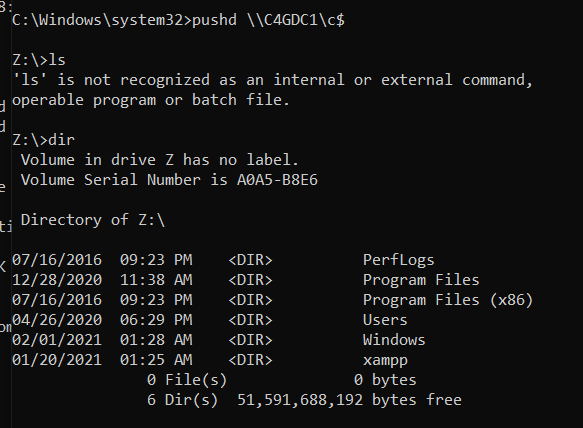 8:
C:\Windows\system32>pushd \\C4GDC1\c$
Z:\>ls
'ls' is not recognized as an internal or external command,
operable program or batch file.
Z:\>dir
Volume in drive Z has no label.
Volume Serial Number is A0A5-B8E6
Directory of Z:\
07/16/2016  09:23 PM    <DIR>          PerfLogs
12/28/2020  11:38 AM    <DIR>          Program Files
07/16/2016  09:23 PM    <DIR>          Program Files (x86)
04/26/2020  06:29 PM    <DIR>          Users
02/01/2021  01:28 AM    <DIR>          Windows
01/20/2021  01:25 AM    <DIR>          xampp
0 File(s)              0 bytes
6 Dir(s)  51,591,688,192 bytes free